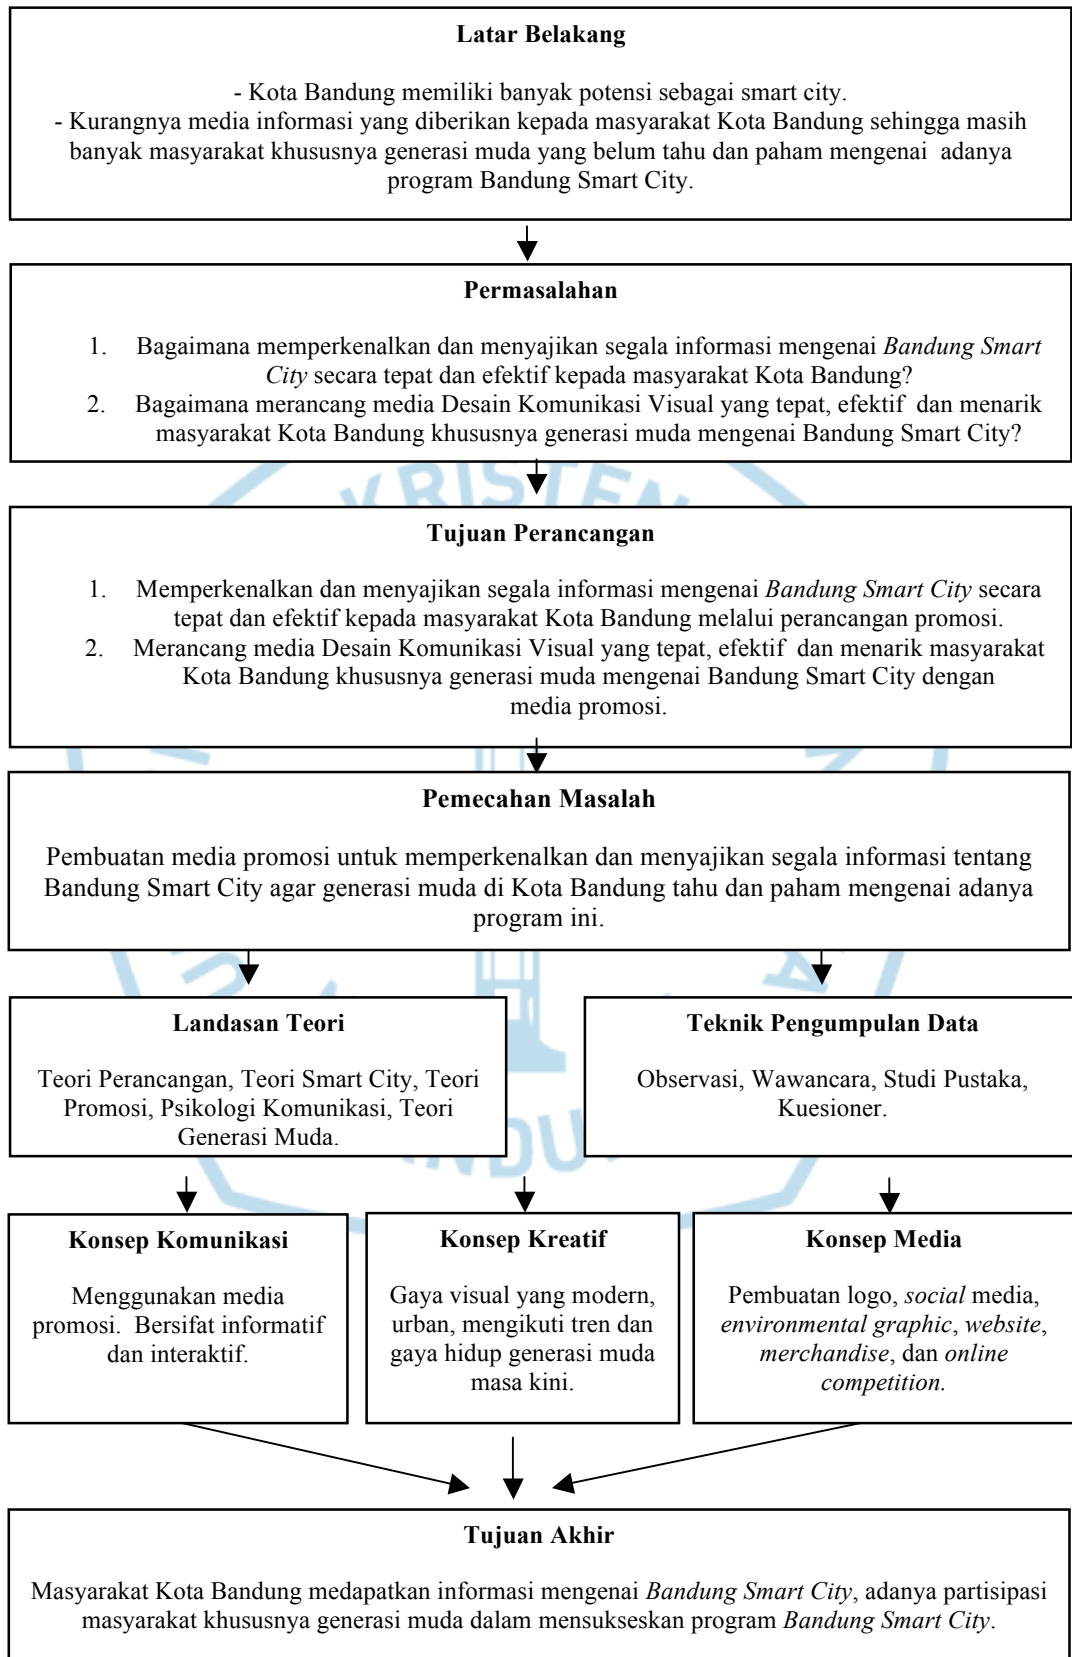 Latar Belakang
- Kota Bandung memiliki banyak potensi sebagai smart city.
- Kurangnya media informasi yang diberikan kepada masyarakat Kota Bandung sehingga masih
banyak masyarakat khususnya generasi muda yang belum tahu dan paham mengenai adanya
program Bandung Smart City.
Permasalahan
1. Bagaimana memperkenalkan dan menyajikan segala informasi mengenai Bandung Smart
City secara tepat dan efektif kepada masyarakat Kota Bandung?
2. Bagaimana merancang media Desain Komunikasi Visual yang tepat, efektif dan menarik
masyarakat Kota Bandung khususnya generasi muda mengenai Bandung Smart City?
KRISTEN
Tujuan Perancangan
1. Memperkenalkan dan menyajikan segala informasi mengenai Bandung Smart City secara
tepat dan efektif kepada masyarakat Kota Bandung melalui perancangan promosi.
2. Merancang media Desain Komunikasi Visual yang tepat, efektif dan menarik masyarakat
Kota Bandung khususnya generasi muda mengenai Bandung Smart City dengan
media promosi.
Pemecahan Masalah
Pembuatan media promosi untuk memperkenalkan dan menyajikan segala informasi tentang
Bandung Smart City agar generasi muda di Kota Bandung tahu dan paham mengenai adanya
program ini.
Landasan Teori
Teori Perancangan, Teori Smart City, Teori
Promosi, Psikologi Komunikasi, Teori
Generasi Muda.
Teknik Pengumpulan Data
Observasi, Wawancara, Studi Pustaka,
Kuesioner.
Konsep Komunikasi
Menggunakan media
promosi. Bersifat informatif
dan interaktif.
Konsep Kreatif
Gaya visual yang modern,
urban, mengikuti tren dan
gaya hidup generasi muda
masa kini.
Konsep Media
Pembuatan logo, social media,
environmental graphic, website,
merchandise, dan online
competition.
Tujuan Akhir
Masyarakat Kota Bandung medapatkan informasi mengenai Bandung Smart City, adanya partisipasi
masyarakat khususnya generasi muda dalam mensukseskan program Bandung Smart City.